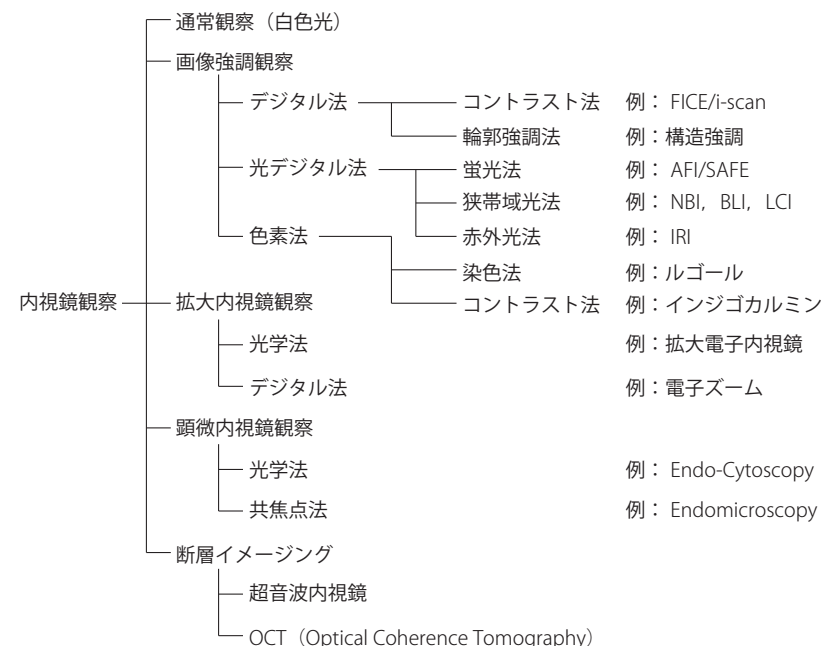 通常観察（白色光）
画像強調観察
デジタル法 コントラスト法 例： FICE/i-scan
輪郭強調法 例：構造強調
光デジタル法 蛍光法 例： AFI/SAFE
狭帯域光法 例： NBI，BLI，LCI
色素法 赤外光法 例： IRI
染色法 例：ルゴール
内視鏡観察 拡大内視鏡観察 コントラスト法 例：インジゴカルミン
光学法 例：拡大電子内視鏡
デジタル法 例：電子ズーム
顕微内視鏡観察
光学法 例： Endo-Cytoscopy
共焦点法 例： Endomicroscopy
断層イメージング
超音波内視鏡
OCT（Optical Coherence Tomography）